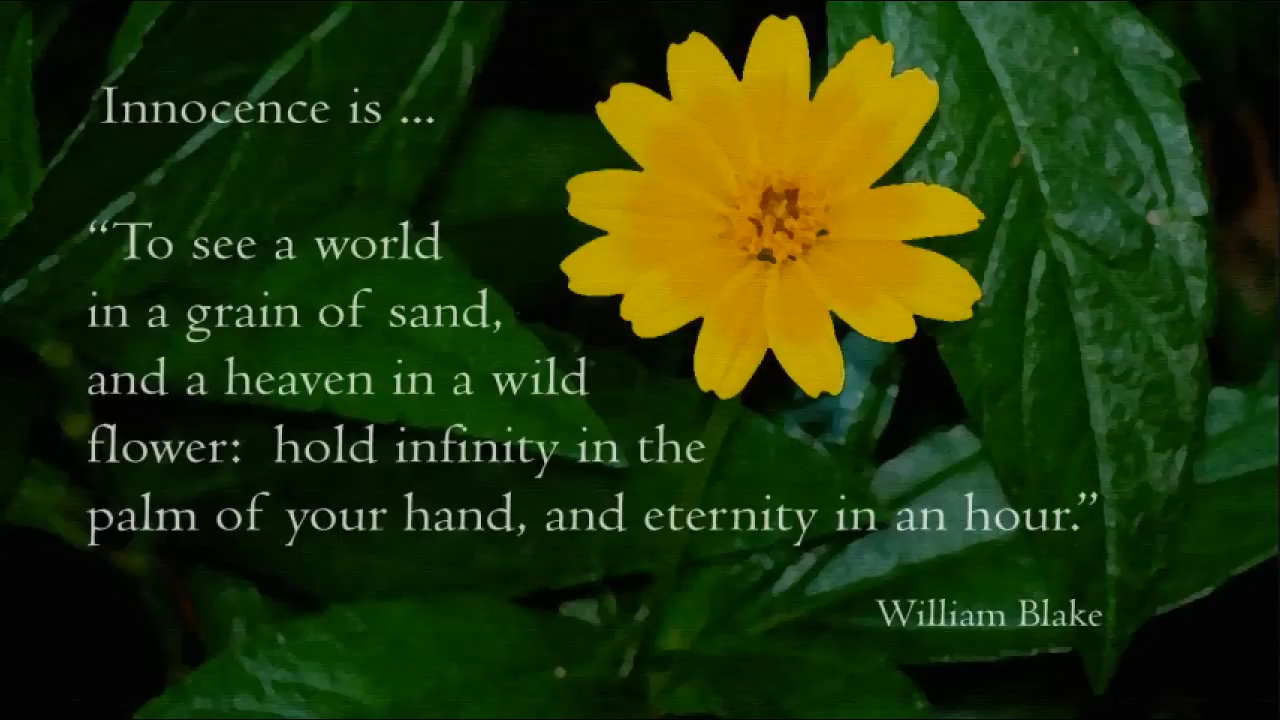 Innocence is ...
“To see a world
in a grain of sand,
and a heaven in a wild
flower:  hold infinity in the
palm of your hand, and eternity in an hour.”
William Blake